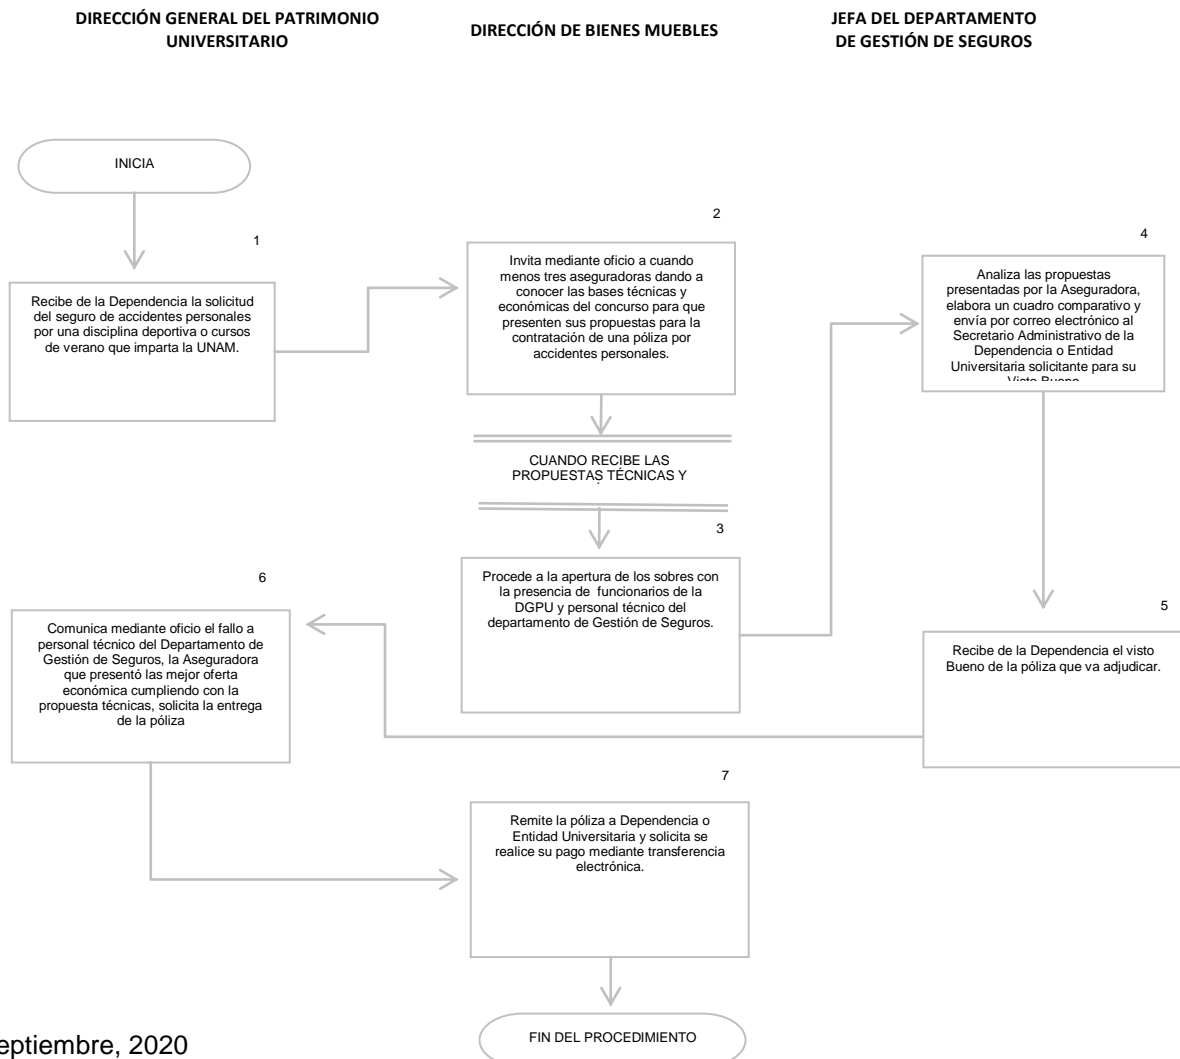 DIRECCIÓN GENERAL DEL PATRIMONIO
UNIVERSITARIO
DIRECCIÓN DE BIENES MUEBLES
JEFA DEL DEPARTAMENTO
DE GESTIÓN DE SEGUROS
INICIA
1
Recibe de la Dependencia la solicitud
del seguro de accidentes personales
por una disciplina deportiva o cursos
de verano que imparta la UNAM.
2
Invita mediante oficio a cuando
menos tres aseguradoras dando a
conocer las bases técnicas y
económicas del concurso para que
presenten sus propuestas para la
contratación de una póliza por
accidentes personales.
CUANDO RECIBE LAS
PROPUESTAS TÉCNICAS Y
3
Procede a la apertura de los sobres con
la presencia de funcionarios de la
DGPU y personal técnico del
departamento de Gestión de Seguros.
4
Analiza las propuestas
presentadas por la Aseguradora,
elabora un cuadro comparativo y
envía por correo electrónico al
Secretario Administrativo de la
Dependencia o Entidad
Universitaria solicitante para su
Visto Bueno
5
Recibe de la Dependencia el visto
Bueno de la póliza que va adjudicar.
6
Comunica mediante oficio el fallo a
personal técnico del Departamento de
Gestión de Seguros, la Aseguradora
que presentó las mejor oferta
económica cumpliendo con la
propuesta técnicas, solicita la entrega
de la póliza
7
Remite la póliza a Dependencia o
Entidad Universitaria y solicita se
realice su pago mediante transferencia
electrónica.
FIN DEL PROCEDIMIENTO
eptiembre, 2020